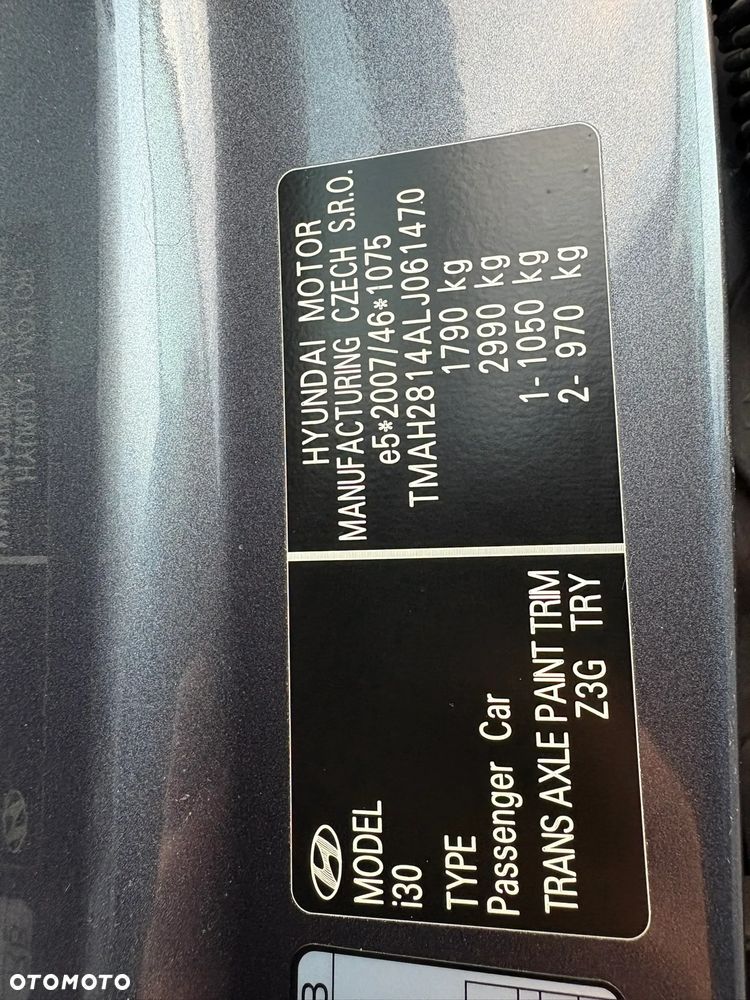 HYUNDAI MOTOR
MANUFACTURING CZECH S.R.O.
e5*2007/46*1075
TMAH2814ALJ061470
1790 kg
2990 kg
1- 1050 kg
2- 970 kg
MODEL
i30
TYPE
Passenger Car
TRANS AXLE PAINT TRIM
Z3G TRY
OTOMOTO